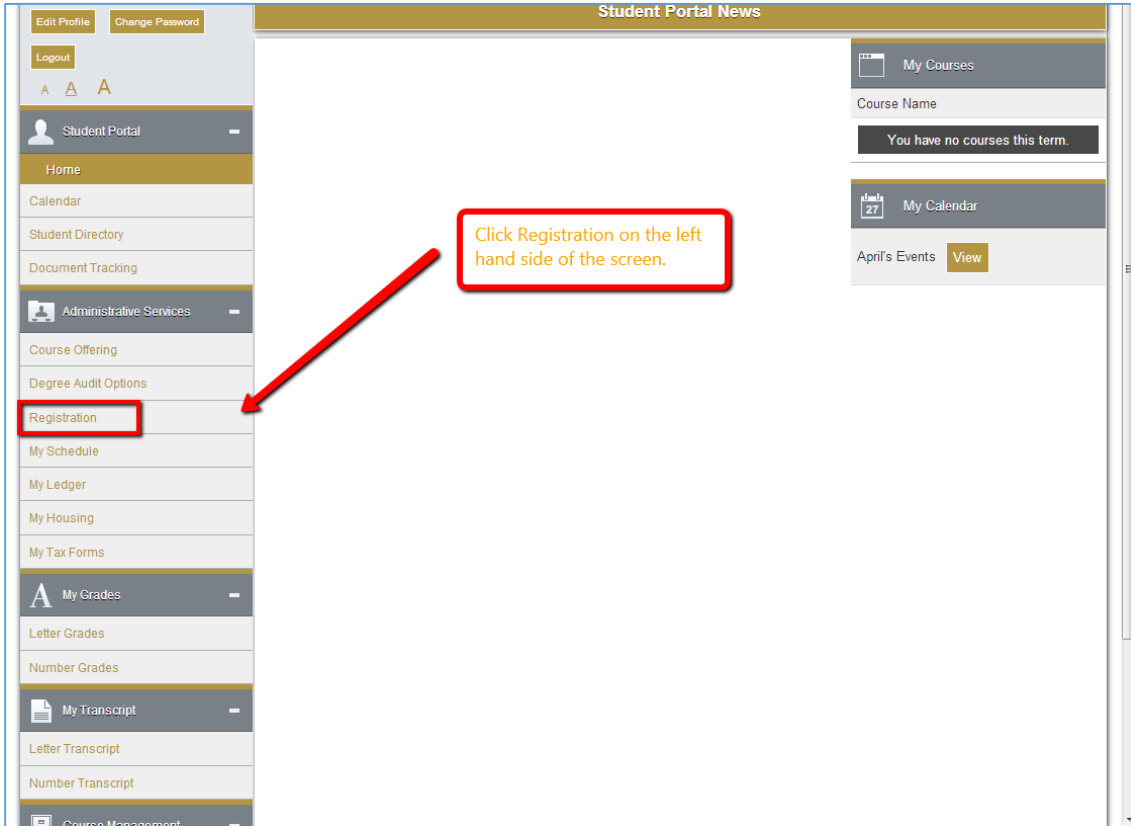 Edit Profile
Change Password
Logout
A A A
Student Portal
Home
Calendar
Student Directory
Document Tracking
Administrative Services
Course Offering
Degree Audit Options
Registration
My Schedule
My Ledger
My Housing
My Tax Forms
A My Grades
Letter Grades
Number Grades
My Transcript
Letter Transcript
Number Transcript
Course Management
Student Portal News
Click Registration on the left
hand side of the screen.
My Courses
Course Name
You have no courses this term.
27 My Calendar
April's Events View